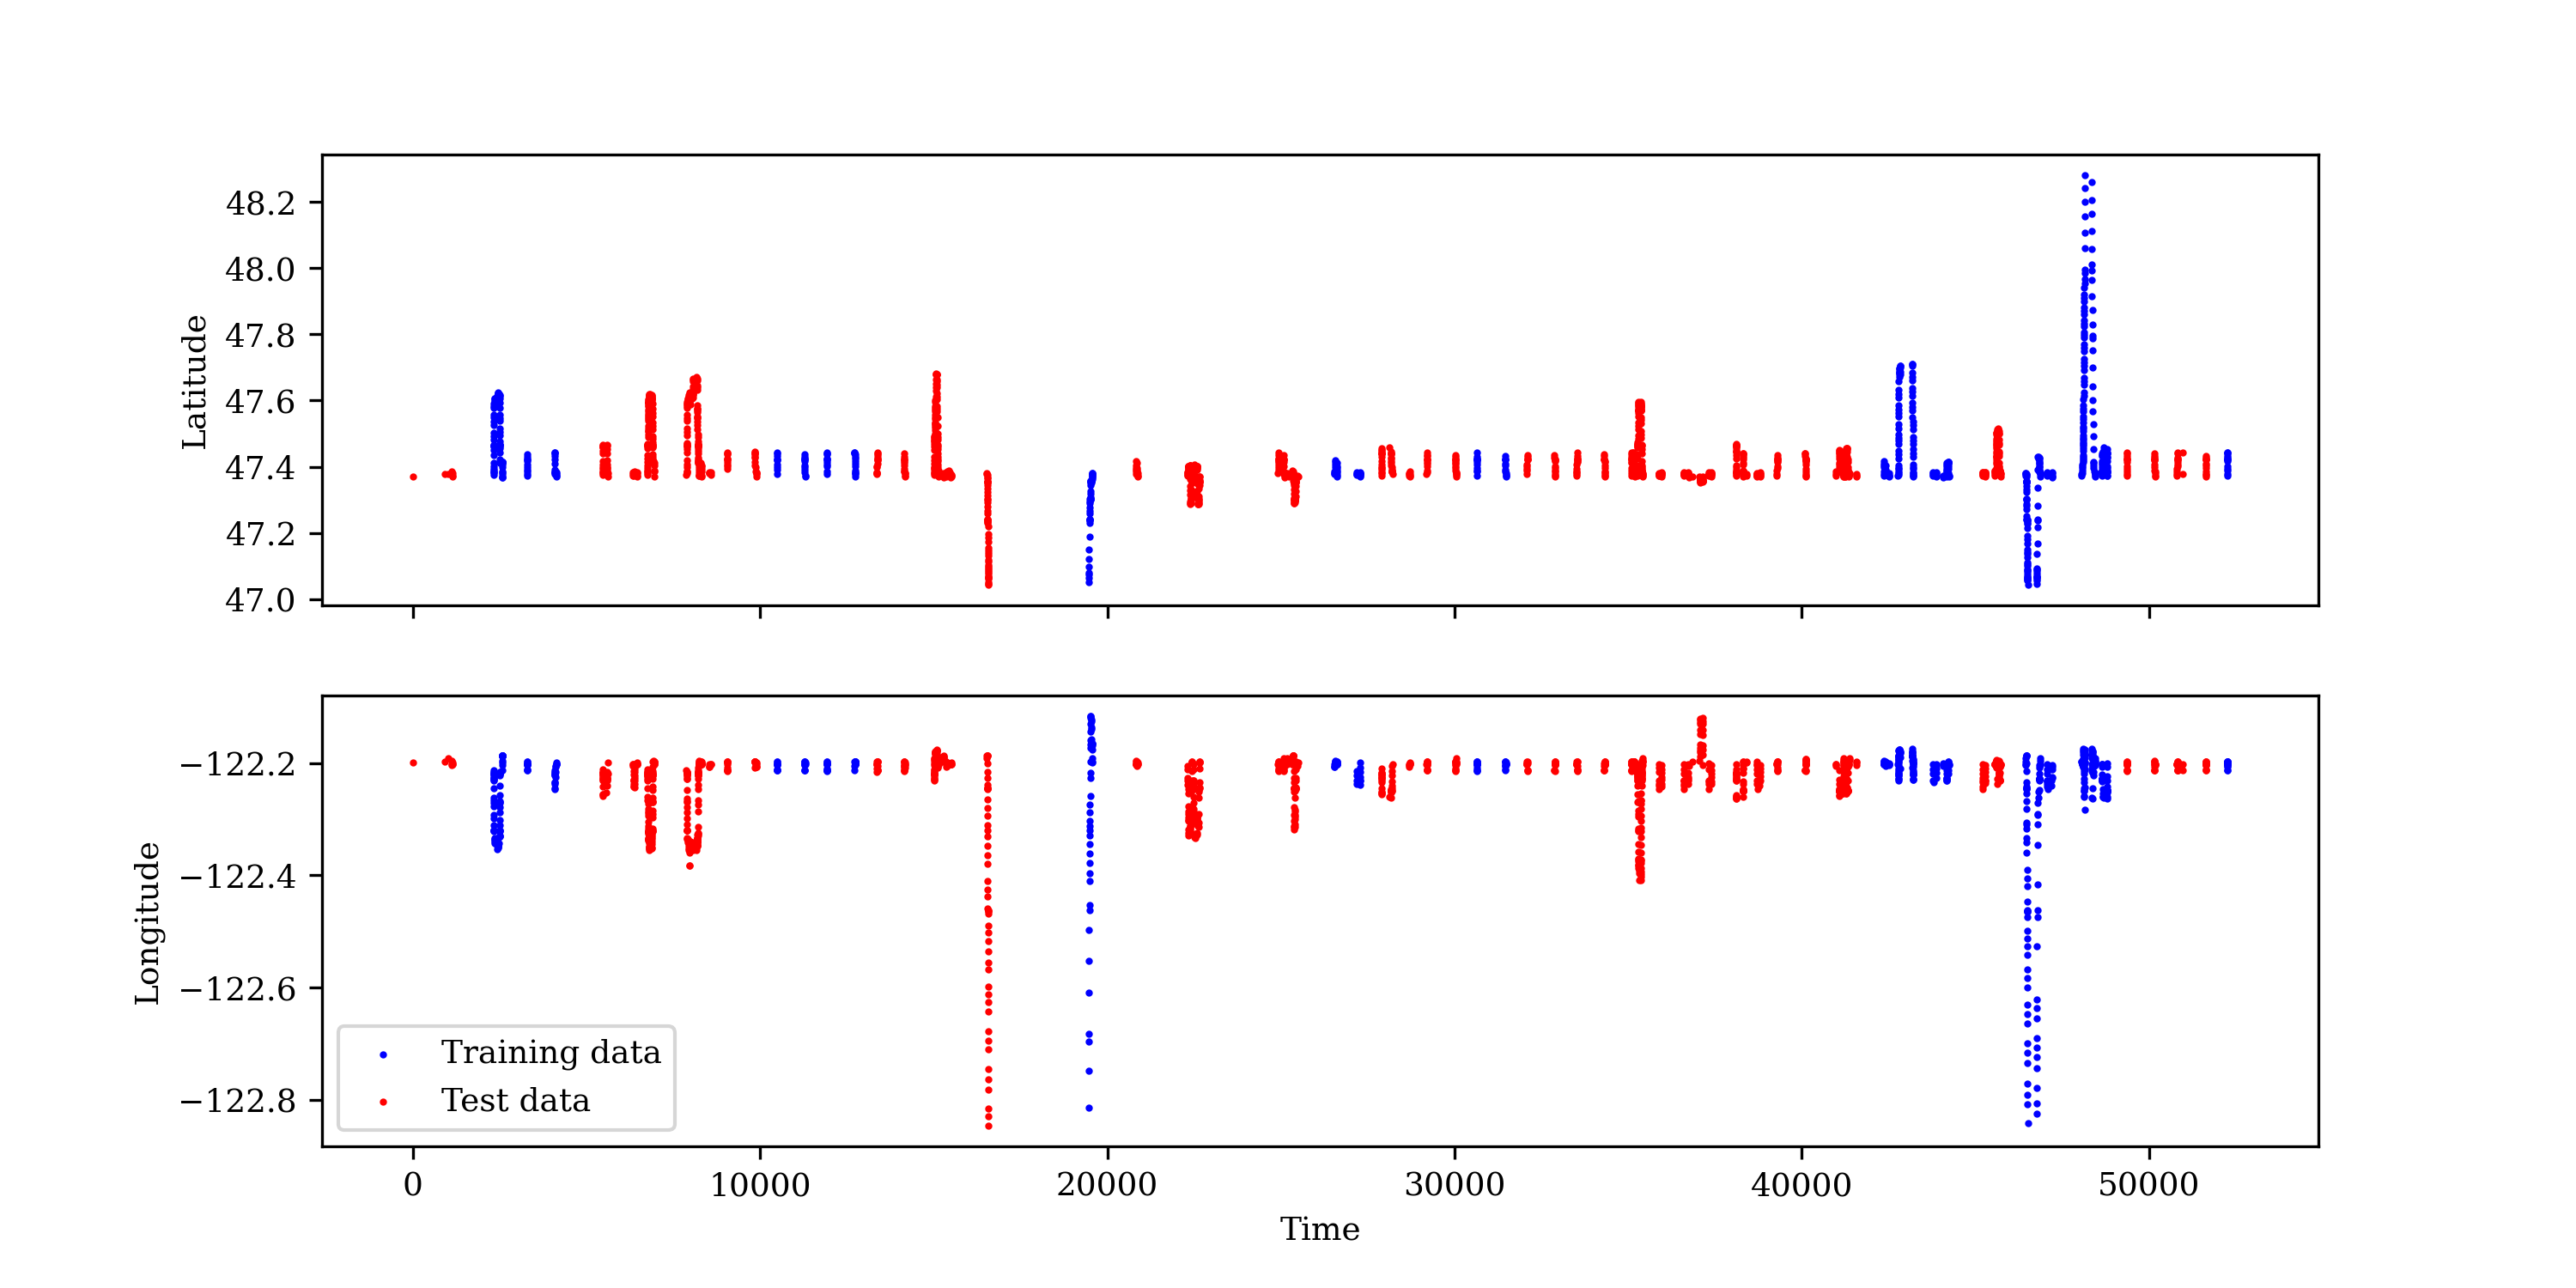 48.2
48.0
47.8
47.6
47.4
47.2
47.0
Latitude
−122.2
−122.4
−122.6
−122.8
Longitude
Training data
Test data
0 10000 20000 30000 40000 50000
Time